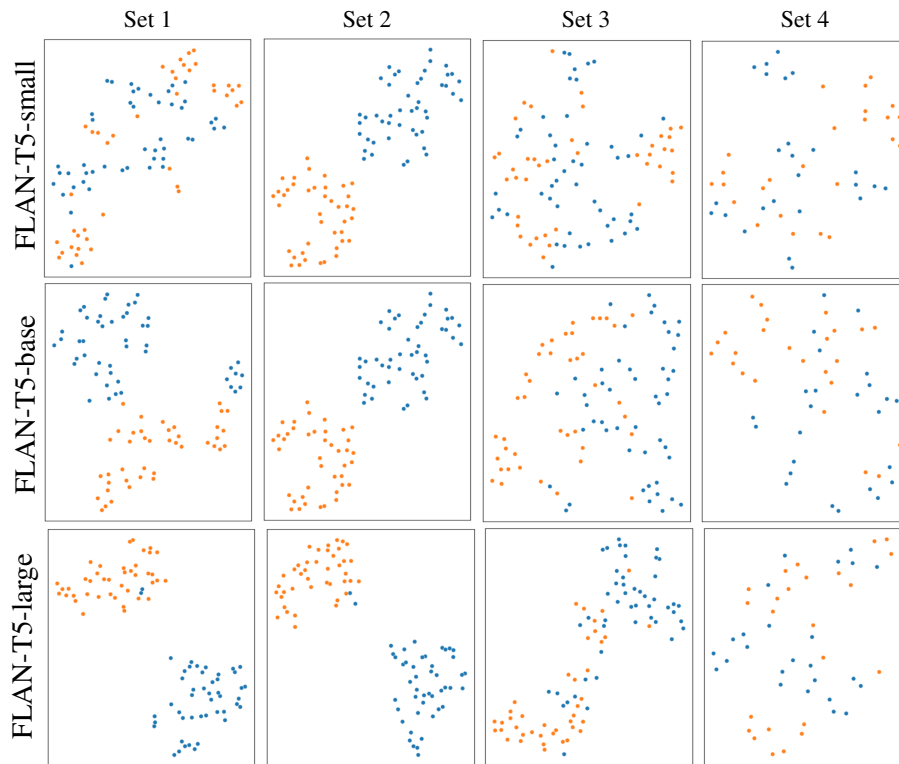 Set 1
Set 2
Set 3
Set 4
FLAN-T5-small
FLAN-T5-base
FLAN-T5-large